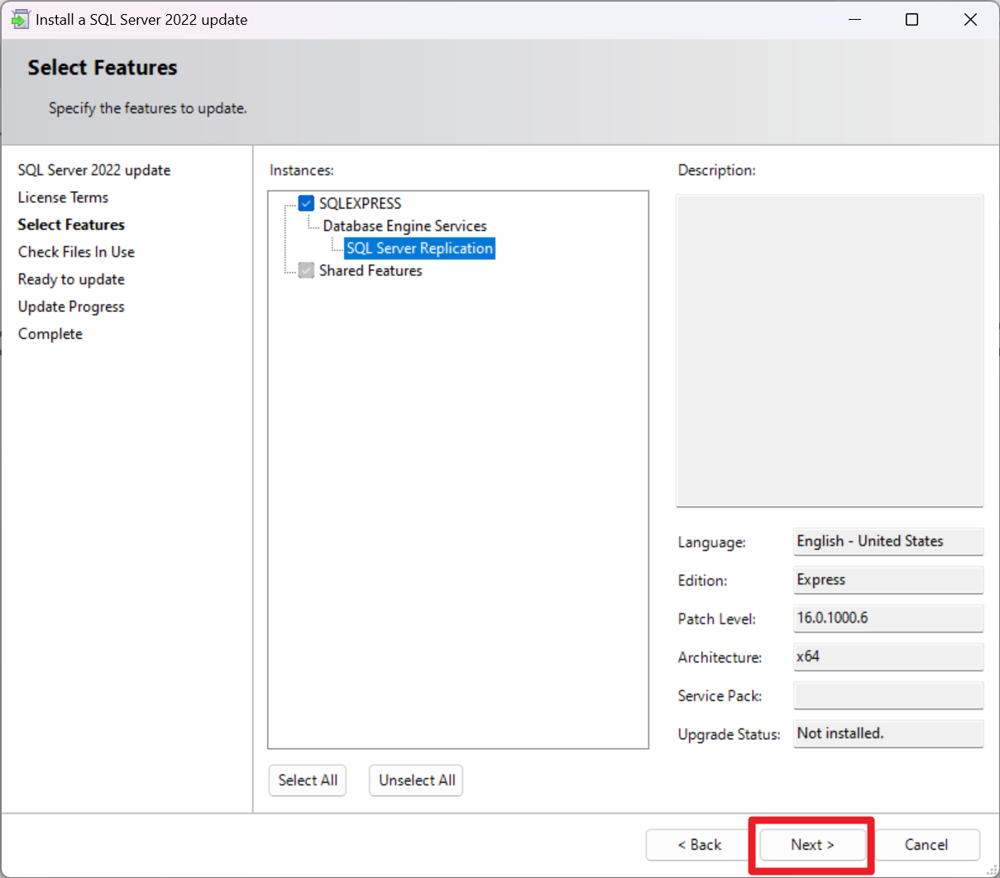 Install a SQL Server 2022 update
Select Features
Specify the features to update.
SQL Server 2022 update
License Terms
Select Features
Check Files In Use
Ready to update
Update Progress
Complete
Instances:
SQLEXPRESS
Database Engine Services
SQL Server Replication
Shared Features
Select All
Unselect All
Description:
Language: English - United States
Edition: Express
Patch Level: 16.0.1000.6
Architecture: x64
Service Pack:
Upgrade Status: Not installed.
< Back
Next >
Cancel